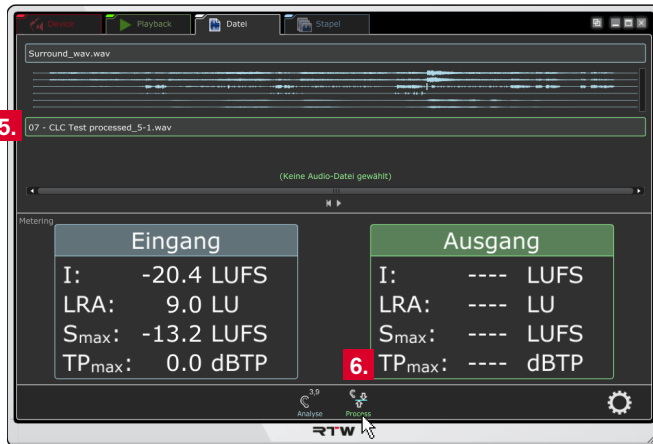 Device Playback Datei Stapel
Surround_wav.wav
5.
07 - CLC Test processed_5-1.wav
(Keine Audio-Datei gewählt)
Metering
Eingang
I: -20.4 LUFS
LRA: 9.0 LU
Smax: -13.2 LUFS
TPmax: 0.0 dBTP
Ausgang
I: ---- LUFS
LRA: ---- LU
Smax: ---- LUFS
6. TPmax: ---- dBTP
3,9
Analyse Process
RTW